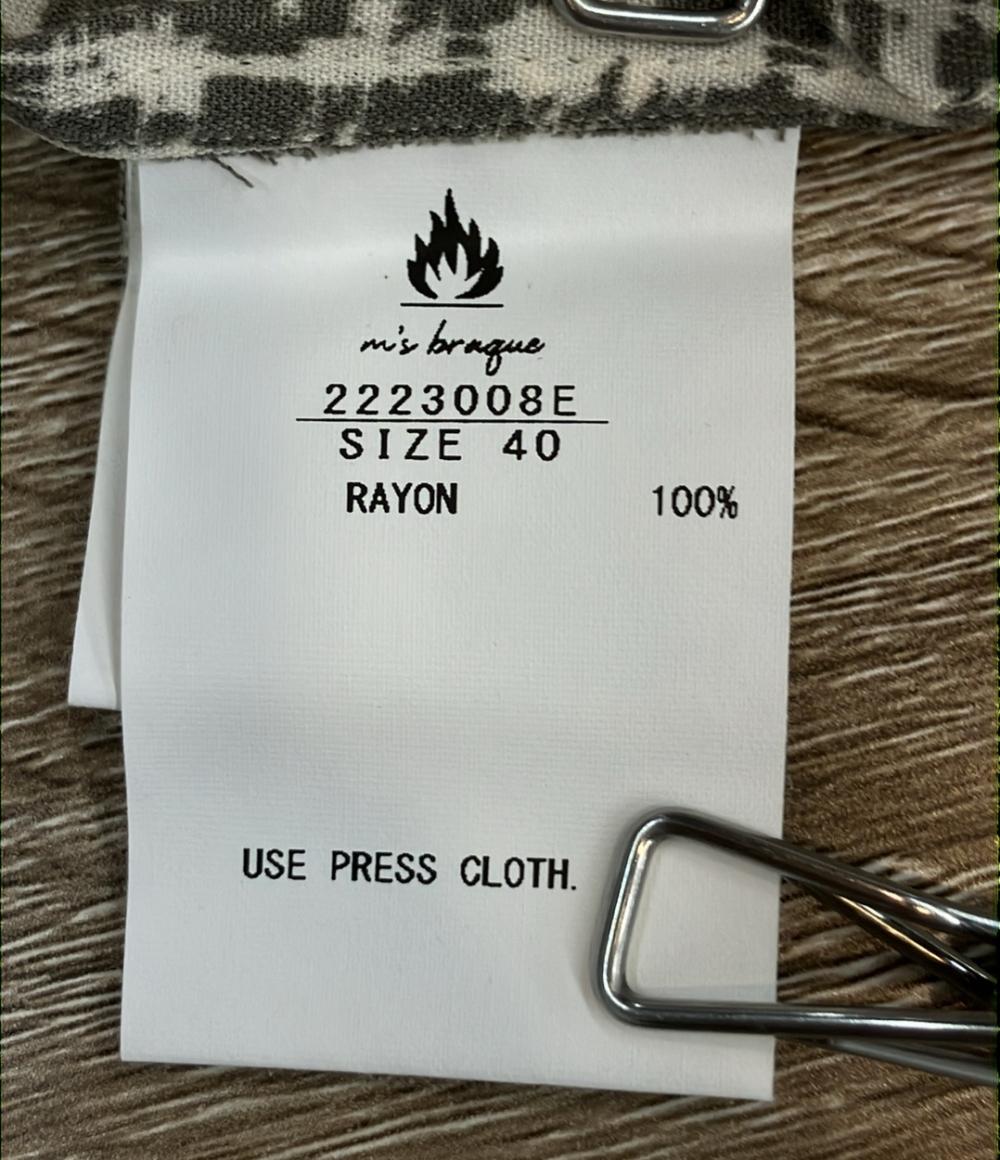 m's braque
2223008E
SIZE 40
RAYON 100%
USE PRESS CLOTH.